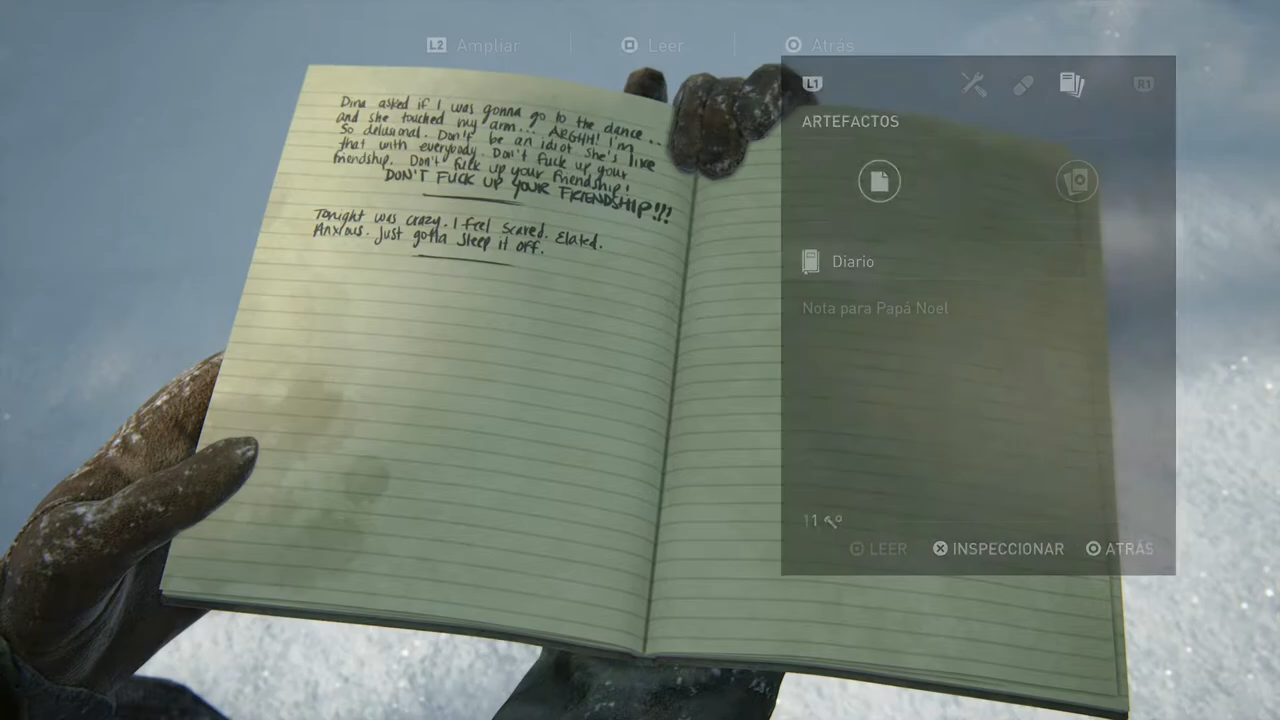 L2 Ampliar
Leer
Atrás
Dina asked if I was gonna go to the dance...
and she touched my arm... ARGHH! I'm
so delusional. Don't be an idiot. She's like
that with everybody. Don't fuck up your
friendship. Don't fuck up your friendship!
DON'T FUCK UP YOUR FRIENDSHIP!!!
Tonight was crazy. I feel scared. Elated.
Anxious. Just gotta sleep it off.
L1
R1
ARTEFACTOS
Diario
Nota para Papá Noel
11
LEER
INSPECCIONAR
ATRÁS